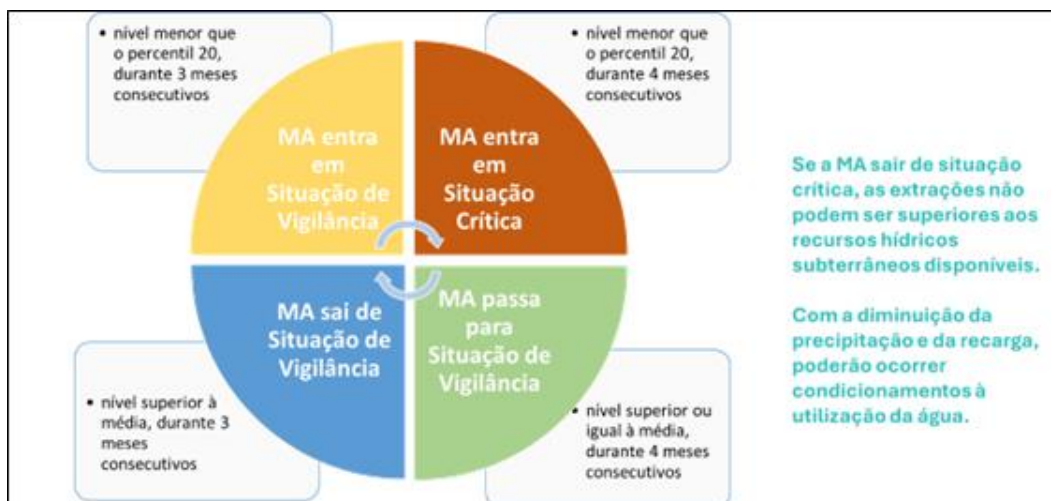 • nível menor que
o percentil 20,
durante 3 meses
consecutivos
• nível menor que
o percentil 20,
durante 4 meses
consecutivos
MA entra
em
Situação de
Vigilância
MA entra
em
Situação
Crítica
MA sai de
Situação de
Vigilância
MA passa
para
Situação de
Vigilância
• nível superior à
média, durante 3
meses
consecutivos
• nível superior ou
igual à média,
durante 4 meses
consecutivos
Se a MA sair de situação
crítica, as extrações não
podem ser superiores aos
recursos hídricos
subterrâneos disponíveis.
Com a diminuição da
precipitação e da recarga,
poderão ocorrer
condicionamentos à
utilização da água.